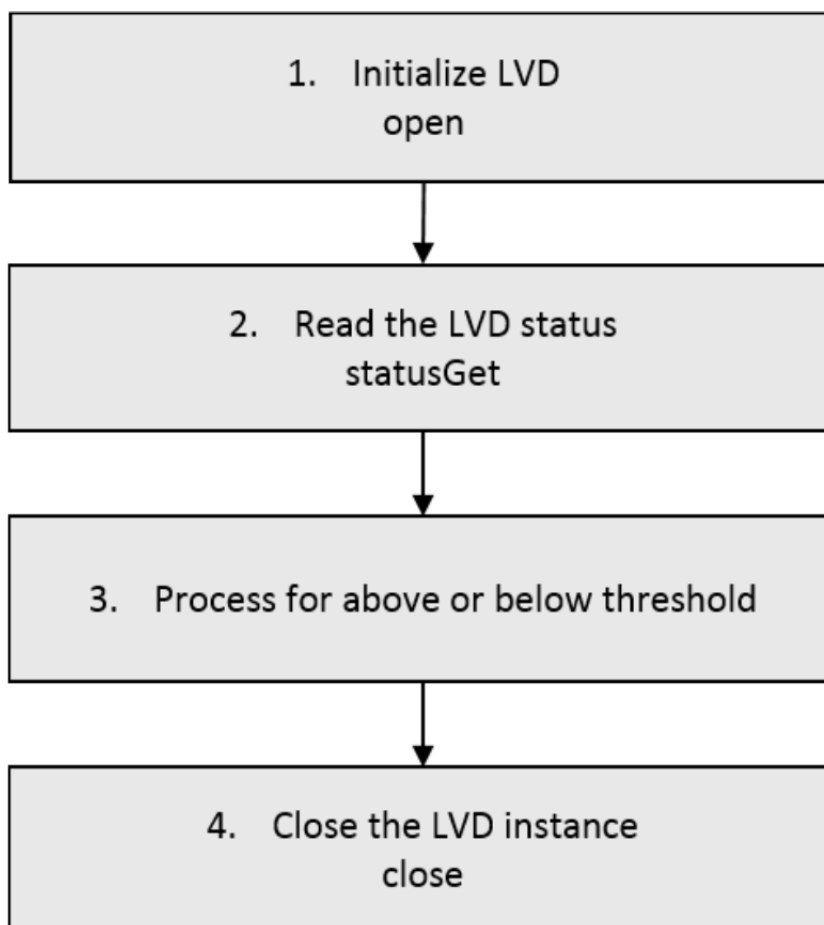 1. Initialize LVD
open
2. Read the LVD status
statusGet
3. Process for above or below threshold
4. Close the LVD instance
close